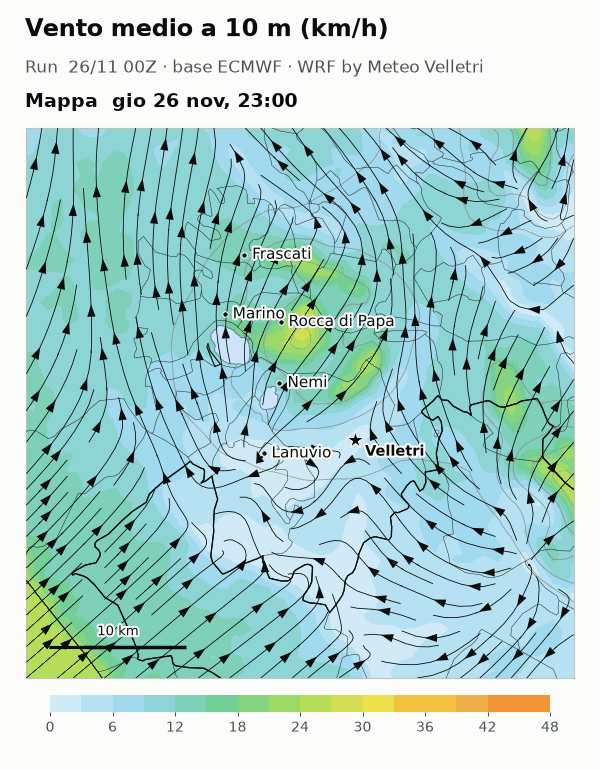 Vento medio a 10 m (km/h)
Run  26/11 00Z · base ECMWF · WRF by Meteo Velletri
Mappa  gio 26 nov, 23:00
Frascati
Marino
Rocca di Papa
Nemi
Lanuvio
Velletri
10 km
0 6 12 18 24 30 36 42 48